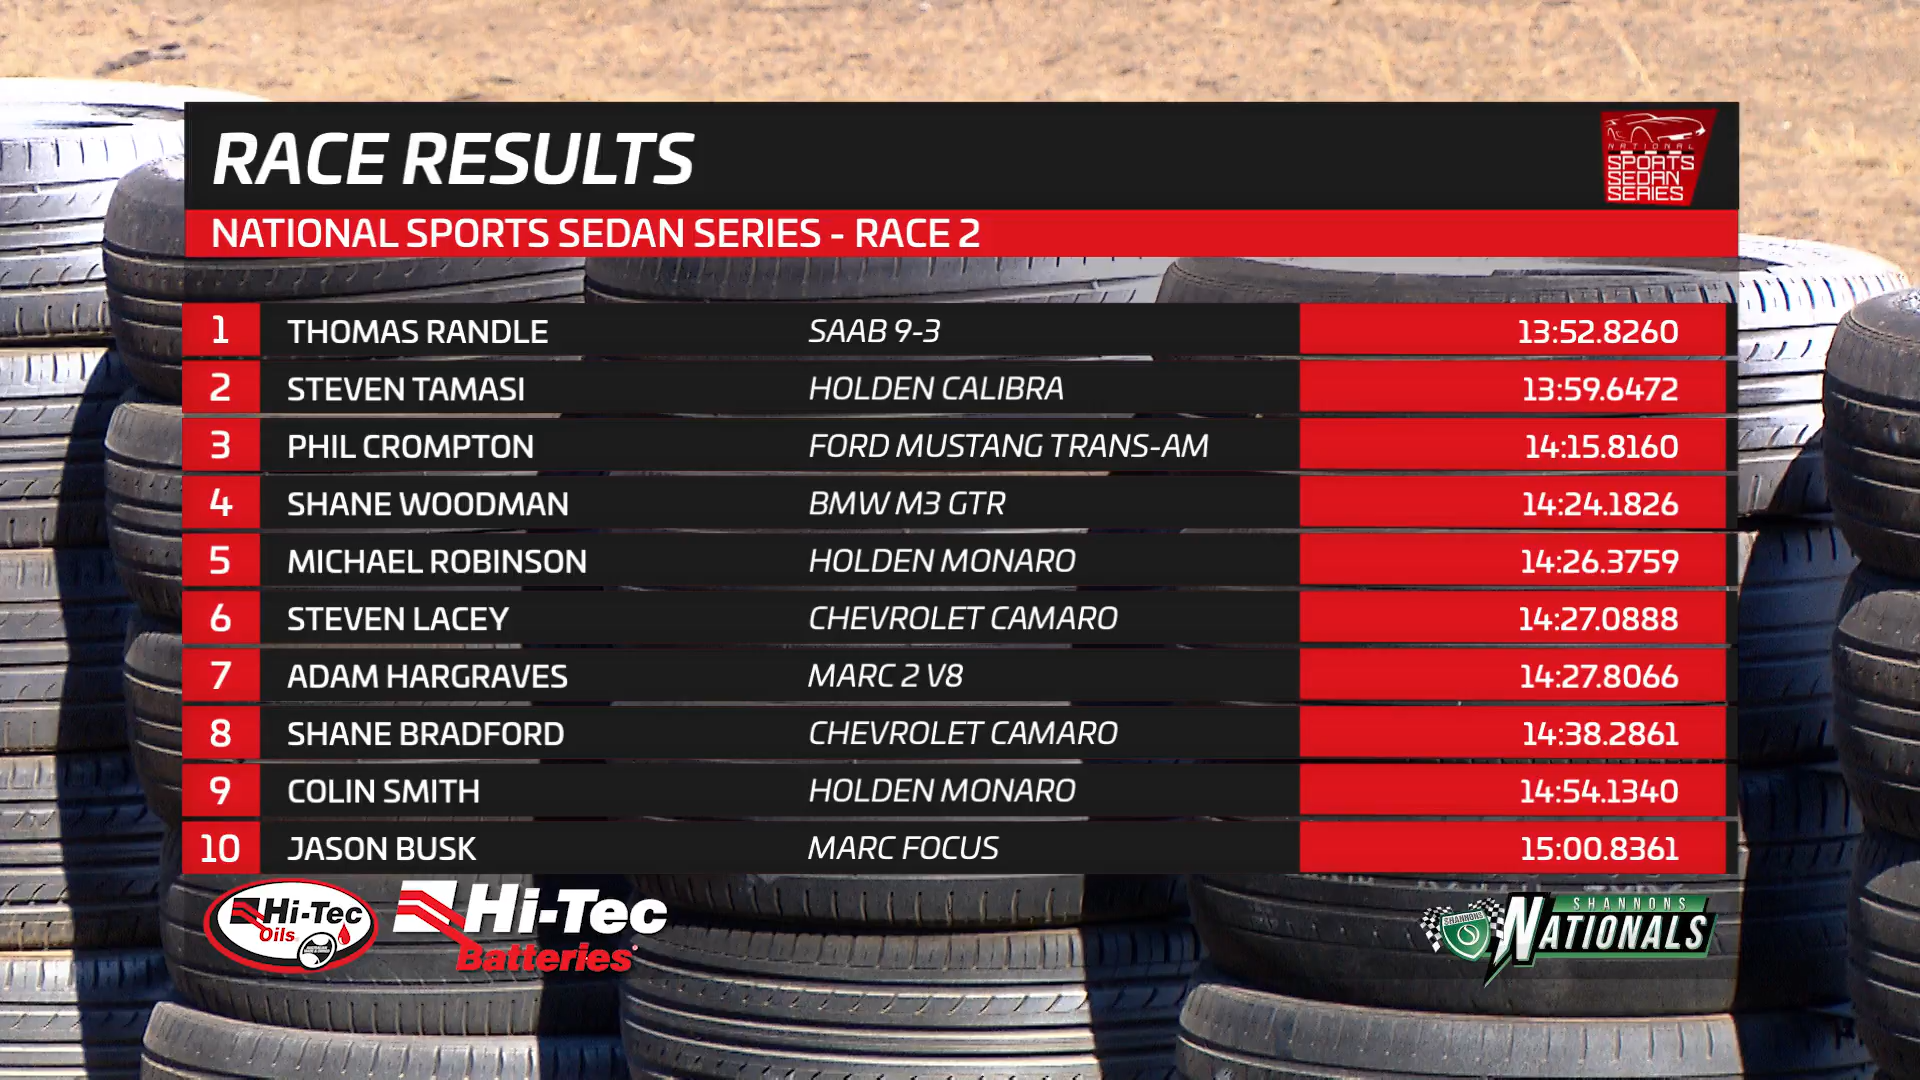 RACE RESULTS
NATIONAL SPORTS SEDAN SERIES
NATIONAL SPORTS SEDAN SERIES - RACE 2
1 THOMAS RANDLE SAAB 9-3 13:52.8260
2 STEVEN TAMASI HOLDEN CALIBRA 13:59.6472
3 PHIL CROMPTON FORD MUSTANG TRANS-AM 14:15.8160
4 SHANE WOODMAN BMW M3 GTR 14:24.1826
5 MICHAEL ROBINSON HOLDEN MONARO 14:26.3759
6 STEVEN LACEY CHEVROLET CAMARO 14:27.0888
7 ADAM HARGRAVES MARC 2 V8 14:27.8066
8 SHANE BRADFORD CHEVROLET CAMARO 14:38.2861
9 COLIN SMITH HOLDEN MONARO 14:54.1340
10 JASON BUSK MARC FOCUS 15:00.8361
Hi-Tec Oils
Hi-Tec Batteries
SHANNONS
SHANNONS NATIONALS